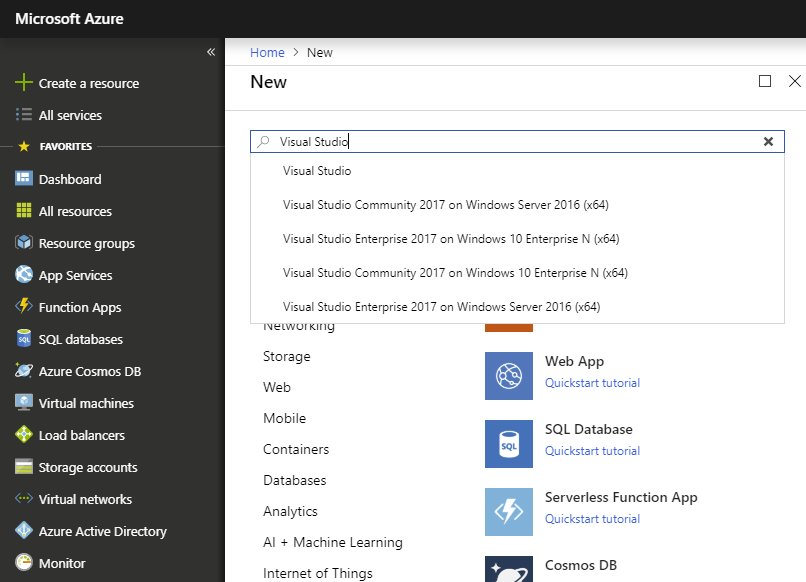 Microsoft Azure
«
Create a resource
All services
FAVORITES
Dashboard
All resources
Resource groups
App Services
Function Apps
SQL databases
Azure Cosmos DB
Virtual machines
Load balancers
Storage accounts
Virtual networks
Azure Active Directory
Monitor
Home > New
New
Visual Studio
Visual Studio
Visual Studio Community 2017 on Windows Server 2016 (x64)
Visual Studio Enterprise 2017 on Windows 10 Enterprise N (x64)
Visual Studio Community 2017 on Windows 10 Enterprise N (x64)
Visual Studio Enterprise 2017 on Windows Server 2016 (x64)
Networking
Storage
Web
Mobile
Containers
Databases
Analytics
AI + Machine Learning
Internet of Things
Web App
Quickstart tutorial
SQL
SQL Database
Quickstart tutorial
Serverless Function App
Quickstart tutorial
Cosmos DB